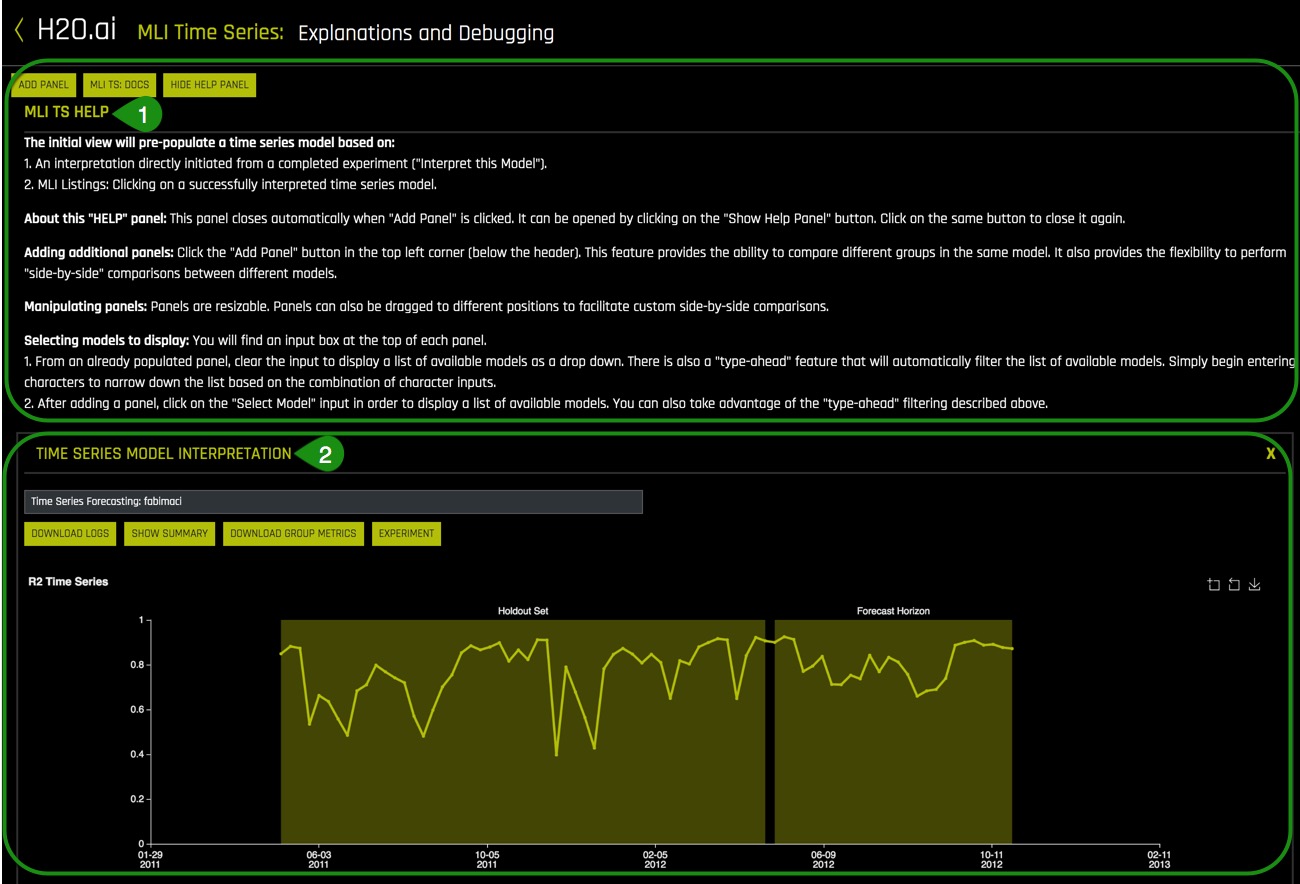 H2O.ai MLI Time Series: Explanations and Debugging
ADD PANEL MLI TS: DOCS HIDE HELP PANEL
MLI TS HELP 1
The initial view will pre-populate a time series model based on:
1. An interpretation directly initiated from a completed experiment ("Interpret this Model").
2. MLI Listings: Clicking on a successfully interpreted time series model.
About this "HELP" panel: This panel closes automatically when "Add Panel" is clicked. It can be opened by clicking on the "Show Help Panel" button. Click on the same button to close it again.
Adding additional panels: Click the "Add Panel" button in the top left corner (below the header). This feature provides the ability to compare different groups in the same model. It also provides the flexibility to perform
"side-by-side" comparisons between different models.
Manipulating panels: Panels are resizable. Panels can also be dragged to different positions to facilitate custom side-by-side comparisons.
Selecting models to display: You will find an input box at the top of each panel.
1. From an already populated panel, clear the input to display a list of available models as a drop down. There is also a "type-ahead" feature that will automatically filter the list of available models. Simply begin entering
characters to narrow down the list based on the combination of character inputs.
2. After adding a panel, click on the "Select Model" input in order to display a list of available models. You can also take advantage of the "type-ahead" filtering described above.
TIME SERIES MODEL INTERPRETATION 2 X
Time Series Forecasting: fabimaci
DOWNLOAD LOGS SHOW SUMMARY DOWNLOAD GROUP METRICS EXPERIMENT
R2 Time Series
Holdout Set Forecast Horizon
1
0.8
0.6
0.4
0.2
0
01-29 06-03 10-05 02-05 06-09 10-11 02-11
2011 2011 2011 2012 2012 2012 2013